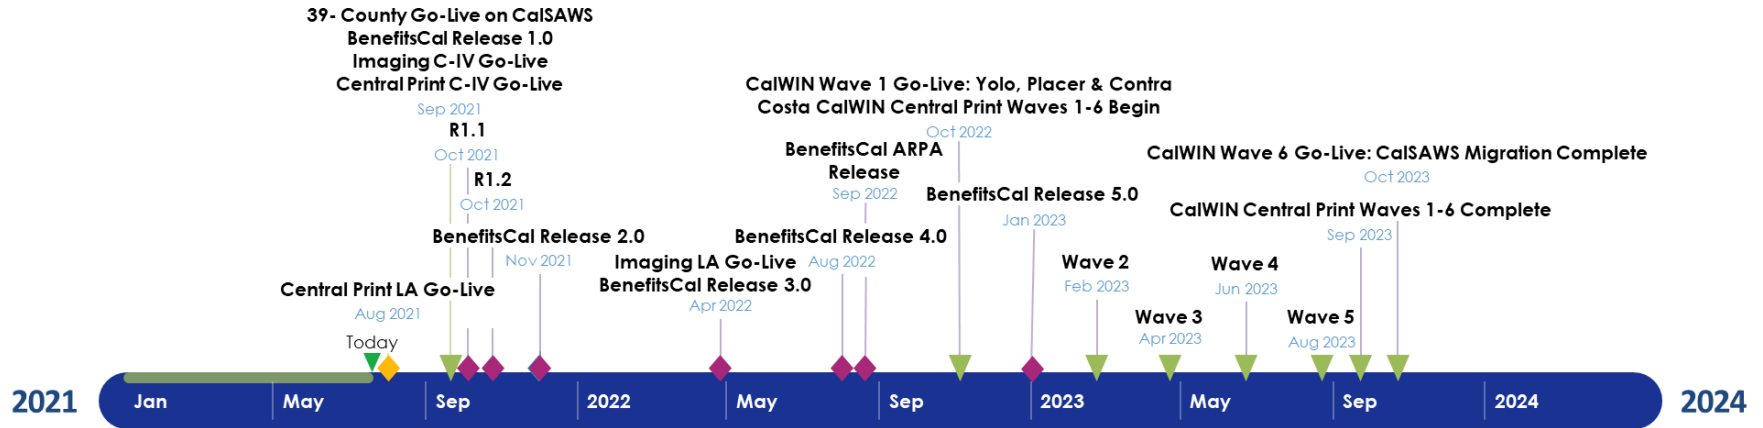 39- County Go-Live on CalSAWS
BenefitsCal Release 1.0
Imaging C-IV Go-Live
Central Print C-IV Go-Live
Sep 2021
R1.1
Oct 2021
R1.2
Oct 2021
BenefitsCal Release 2.0
Nov 2021
Central Print LA Go-Live
Aug 2021
Today
Imaging LA Go-Live
BenefitsCal Release 3.0
Apr 2022
BenefitsCal Release 4.0
Aug 2022
BenefitsCal ARPA
Release
Sep 2022
CalWIN Wave 1 Go-Live: Yolo, Placer & Contra
Costa CalWIN Central Print Waves 1-6 Begin
Oct 2022
BenefitsCal Release 5.0
Jan 2023
Wave 2
Feb 2023
Wave 3
Apr 2023
Wave 4
Jun 2023
Wave 5
Aug 2023
CalWIN Wave 6 Go-Live: CalSAWS Migration Complete
Oct 2023
CalWIN Central Print Waves 1-6 Complete
Sep 2023
2021
Jan
May
Sep
2022
May
Sep
2023
May
Sep
2024
2024